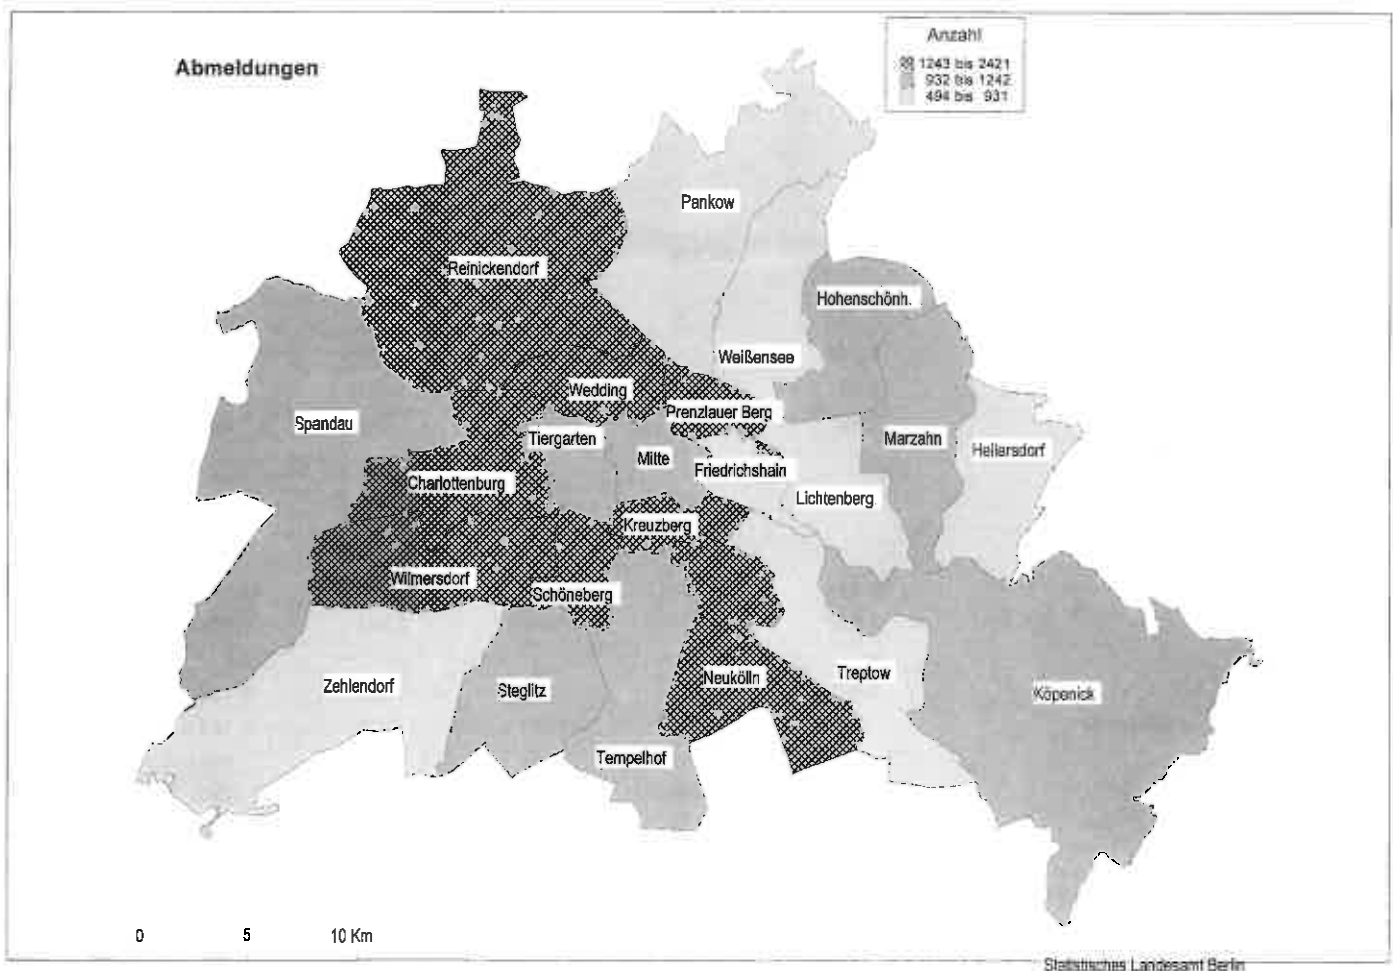 Anzahl
1243 bis 2421
932 bis 1242
494 bis 931
Abmeldungen
Pankow
Reinickendorf
Hohenschönh.
Weißensee
Wedding
Prenzlauer Berg
Spandau
Tiergarten
Marzahn
Hellersdorf
Mitte
Friedrichshain
Charlottenburg
Lichtenberg
Kreuzberg
Wilmersdorf
Schöneberg
Treptow
Neukölln
Zehlendorf
Steglitz
Köpenick
Tempelhof
0 5 10 Km
Statistisches Landesamt Berlin